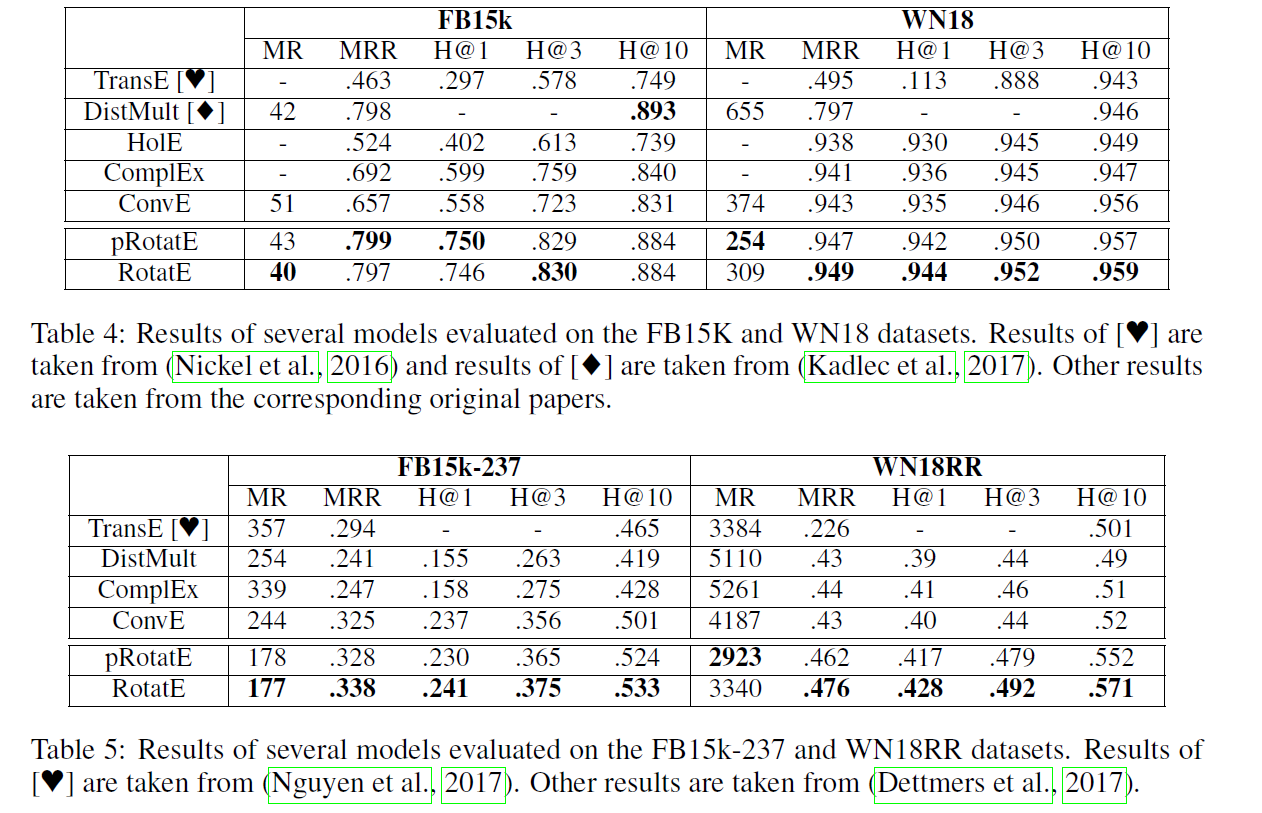 FB15k WN18
MR MRR H@1 H@3 H@10 MR MRR H@1 H@3 H@10
TransE [♥] - .463 .297 .578 .749 - .495 .113 .888 .943
DistMult [♦] 42 .798 - - .893 655 .797 - - .946
HolE - .524 .402 .613 .739 - .938 .930 .945 .949
ComplEx - .692 .599 .759 .840 - .941 .936 .945 .947
ConvE 51 .657 .558 .723 .831 374 .943 .935 .946 .956
pRotatE 43 .799 .750 .829 .884 254 .947 .942 .950 .957
RotatE 40 .797 .746 .830 .884 309 .949 .944 .952 .959
Table 4: Results of several models evaluated on the FB15K and WN18 datasets. Results of [♥] are
taken from (Nickel et al., 2016) and results of [♦] are taken from (Kadlec et al., 2017). Other results
are taken from the corresponding original papers.
FB15k-237 WN18RR
MR MRR H@1 H@3 H@10 MR MRR H@1 H@3 H@10
TransE [♥] 357 .294 - - .465 3384 .226 - - .501
DistMult 254 .241 .155 .263 .419 5110 .43 .39 .44 .49
ComplEx 339 .247 .158 .275 .428 5261 .44 .41 .46 .51
ConvE 244 .325 .237 .356 .501 4187 .43 .40 .44 .52
pRotatE 178 .328 .230 .365 .524 2923 .462 .417 .479 .552
RotatE 177 .338 .241 .375 .533 3340 .476 .428 .492 .571
Table 5: Results of several models evaluated on the FB15k-237 and WN18RR datasets. Results of
[♥] are taken from (Nguyen et al., 2017). Other results are taken from (Dettmers et al., 2017).